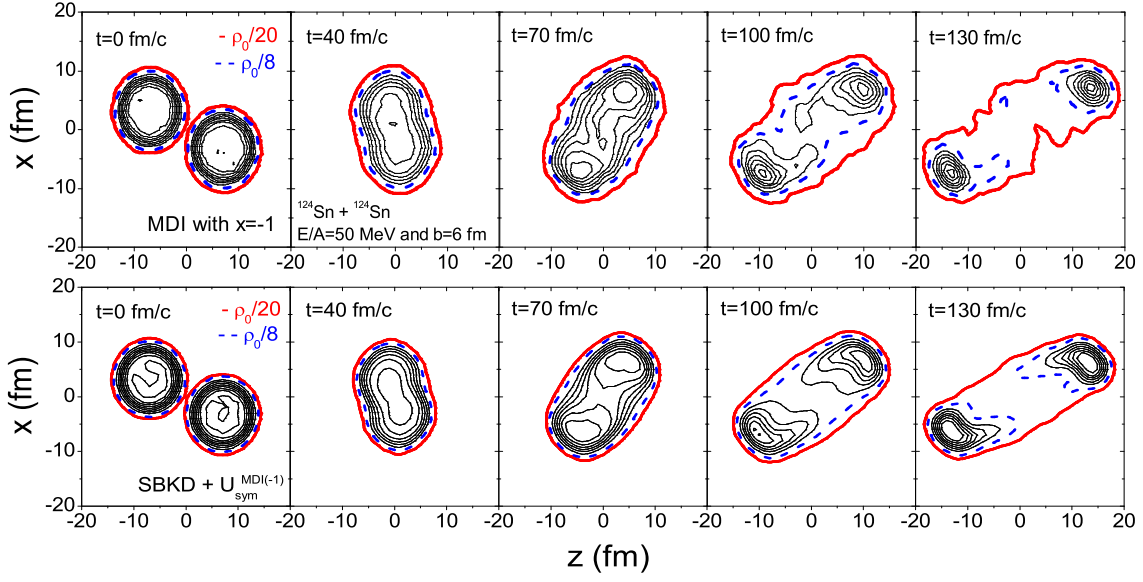 20
10
0
-10
-20
x (fm)
t=0 fm/c
- ρ₀/20
- - ρ₀/8
MDI with x=-1
t=40 fm/c
¹²⁴Sn + ¹²⁴Sn
E/A=50 MeV and b=6 fm
t=70 fm/c
t=100 fm/c
t=130 fm/c
-20 -10 0 10 20 -10 0 10 20 -10 0 10 20 -10 0 10 20 -10 0 10 20
20
10
0
-10
-20
x (fm)
t=0 fm/c
- ρ₀/20
- - ρ₀/8
SBKD + U_sym^MDI(-1)
t=40 fm/c
t=70 fm/c
t=100 fm/c
t=130 fm/c
-20 -10 0 10 20 -10 0 10 20 -10 0 10 20 -10 0 10 20 -10 0 10 20
z (fm)